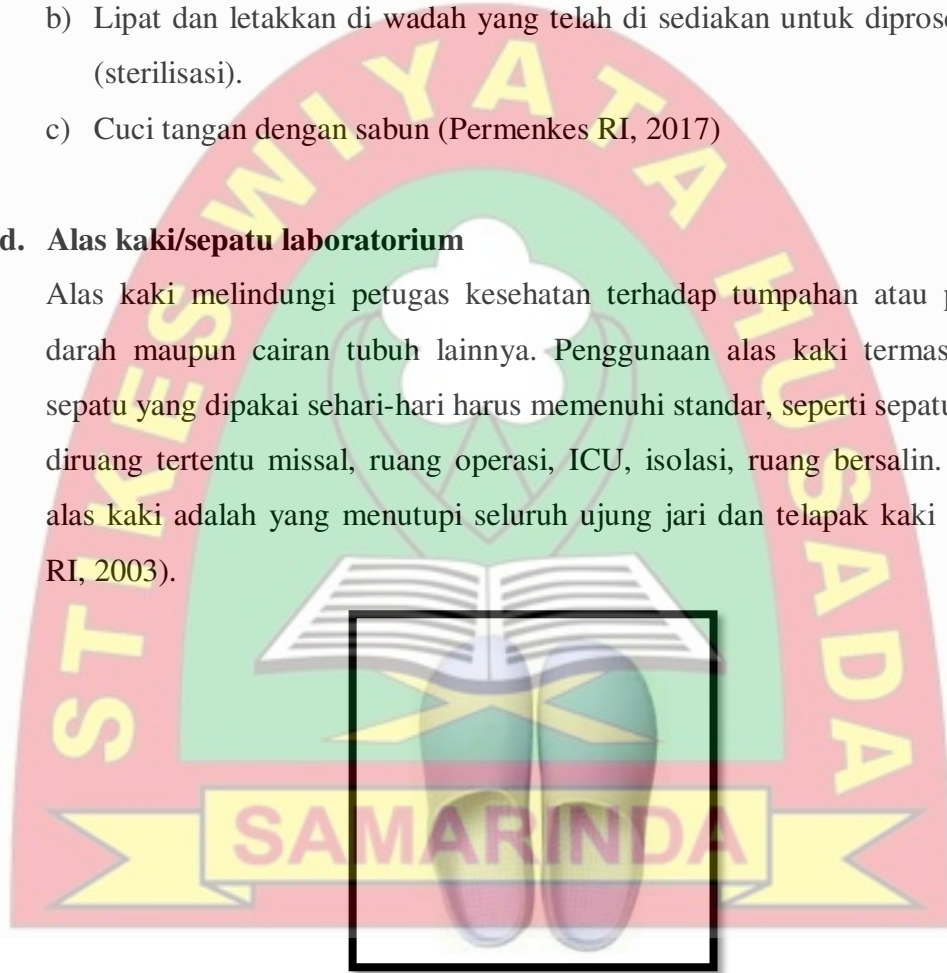 b) Lipat dan letakkan di wadah yang telah di sediakan untuk
(sterilisasi).
c) Cuci tangan dengan sabun (Permenkes RI, 2017)
d. Alas kaki/sepatu laboratorium
Alas kaki melindungi petugas kesehatan terhadap tumpahan atau
darah maupun cairan tubuh lainnya. Penggunaan alas kaki
sepatu yang dipakai sehari-hari harus memenuhi standar, seperti sepatu
diruang tertentu missal, ruang operasi, ICU, isolasi, ruang bersalin.
alas kaki adalah yang menutupi seluruh ujung jari dan telapak kaki
RI, 2003).
STIKES WIYATA HUSADA
SAMARINDA